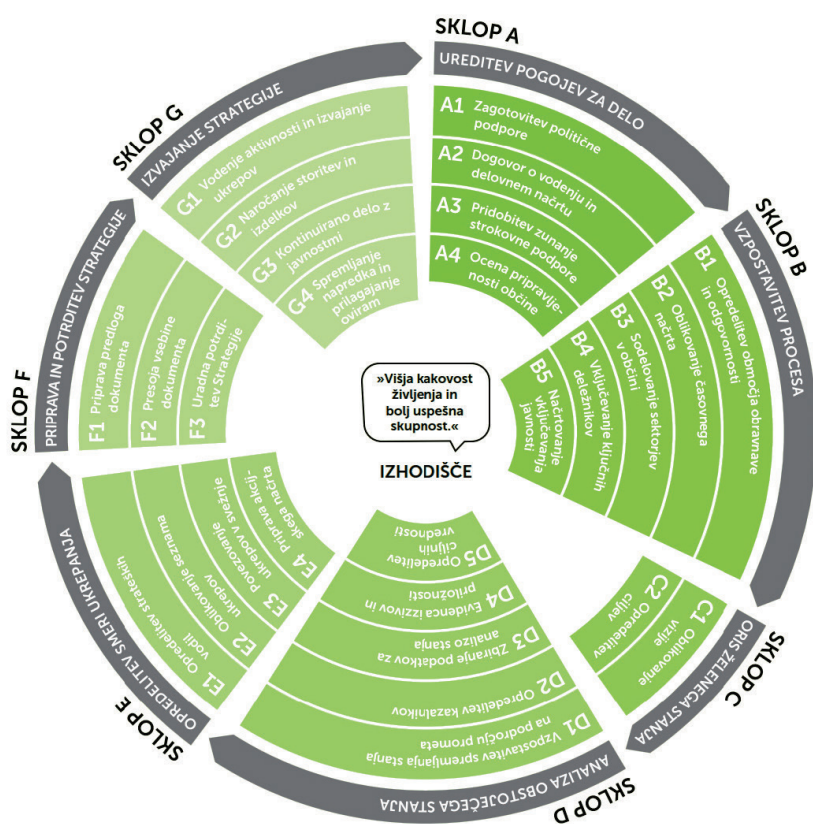 SKLOP A
UREDITEV POGOJEV ZA DELO
A1 Zagotovitev politične
podpore
A2 Dogovor o vodenju in
delovnem načrtu
A3 Pridobitev zunanje
strokovne podpore
A4 Ocena pripravlje-
nosti občine
SKLOP B
VZPOSTAVITEV PROCESA
B1 Opredelitev območja obravnave
in odgovornosti
B2 Oblikovanje časovnega
načrta
B3 Sodelovanje sektorjev
v občini
B4 Vključevanje ključnih
deležnikov
B5 Načrtovanje
vključevanja
javnosti
SKLOP C
ORIS ŽELENEGA STANJA
C1 Oblikovanje
vizije
C2 Opredelitev
ciljev
SKLOP D
ANALIZA OBSTOJEČEGA STANJA
D1 Vzpostavitev spremljanja stanja
na področju prometa
D2 Opredelitev kazalnikov
D3 Zbiranje podatkov za
analizo stanja
D4 Evidenca izzivov in
priložnosti
D5 Opredelitev
ciljnih
vrednosti
SKLOP E
OPREDELITEV SMERI UKREPANJA
E1 Opredelitev strateških
vodil
E2 Oblikovanje seznama
ukrepov
E3 Povezovanje
ukrepov v svežnje
E4 Priprava akcij-
skega načrta
SKLOP F
PRIPRAVA IN POTRDITEV STRATEGIJE
F1 Priprava predloga
dokumenta
F2 Presoja vsebine
dokumenta
F3 Uradna potrdi-
tev Strategije
SKLOP G
IZVAJANJE STRATEGIJE
G1 Vodenje aktivnosti in izvajanje
ukrepov
G2 Naročanje storitev in
izdelkov
G3 Kontinuirano delo z
javnostmi
G4 Spremljanje
napredka in
prilagajanje
oviram
»Višja kakovost
življenja in
bolj uspešna
skupnost.«
IZHODIŠČE